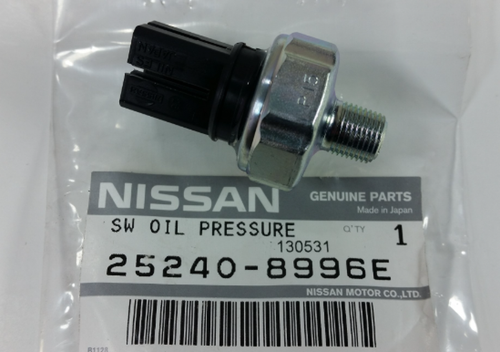 NISSAN GENUINE PARTS
Made in Japan
SW OIL PRESSURE Q'TY 1
130531
25240-8996E
NISSAN MOTOR CO.,LTD.